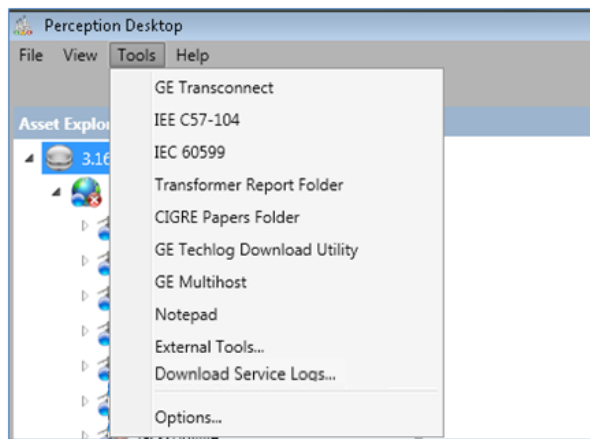 Perception Desktop
File View Tools Help
GE Transconnect
Asset Explo
IEE C57-104
3.16
IEC 60599
Transformer Report Folder
CIGRE Papers Folder
GE Techlog Download Utility
GE Multihost
Notepad
External Tools...
Download Service Logs...
Options...